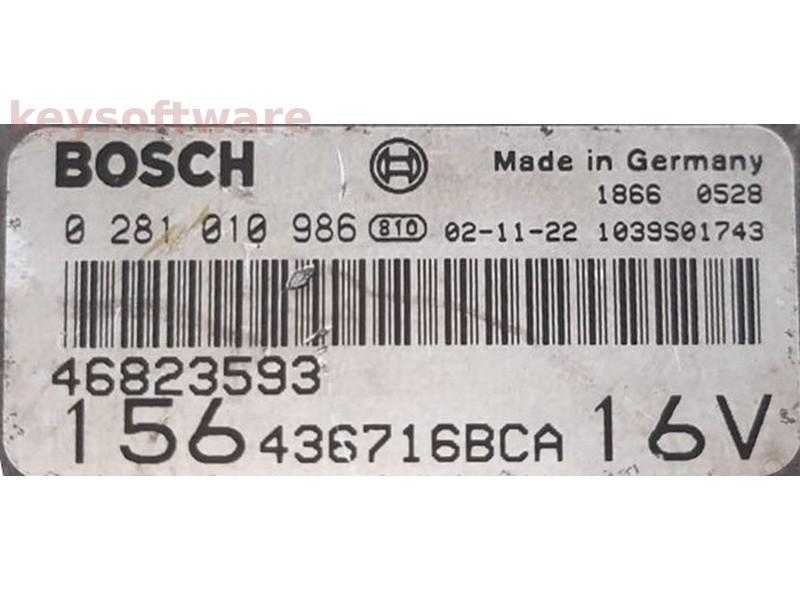 keysoftware
BOSCH Made in Germany
1866 0528
0 281 010 986 810 02-11-22 1039S01743
46823593
156 436716BCA 16V